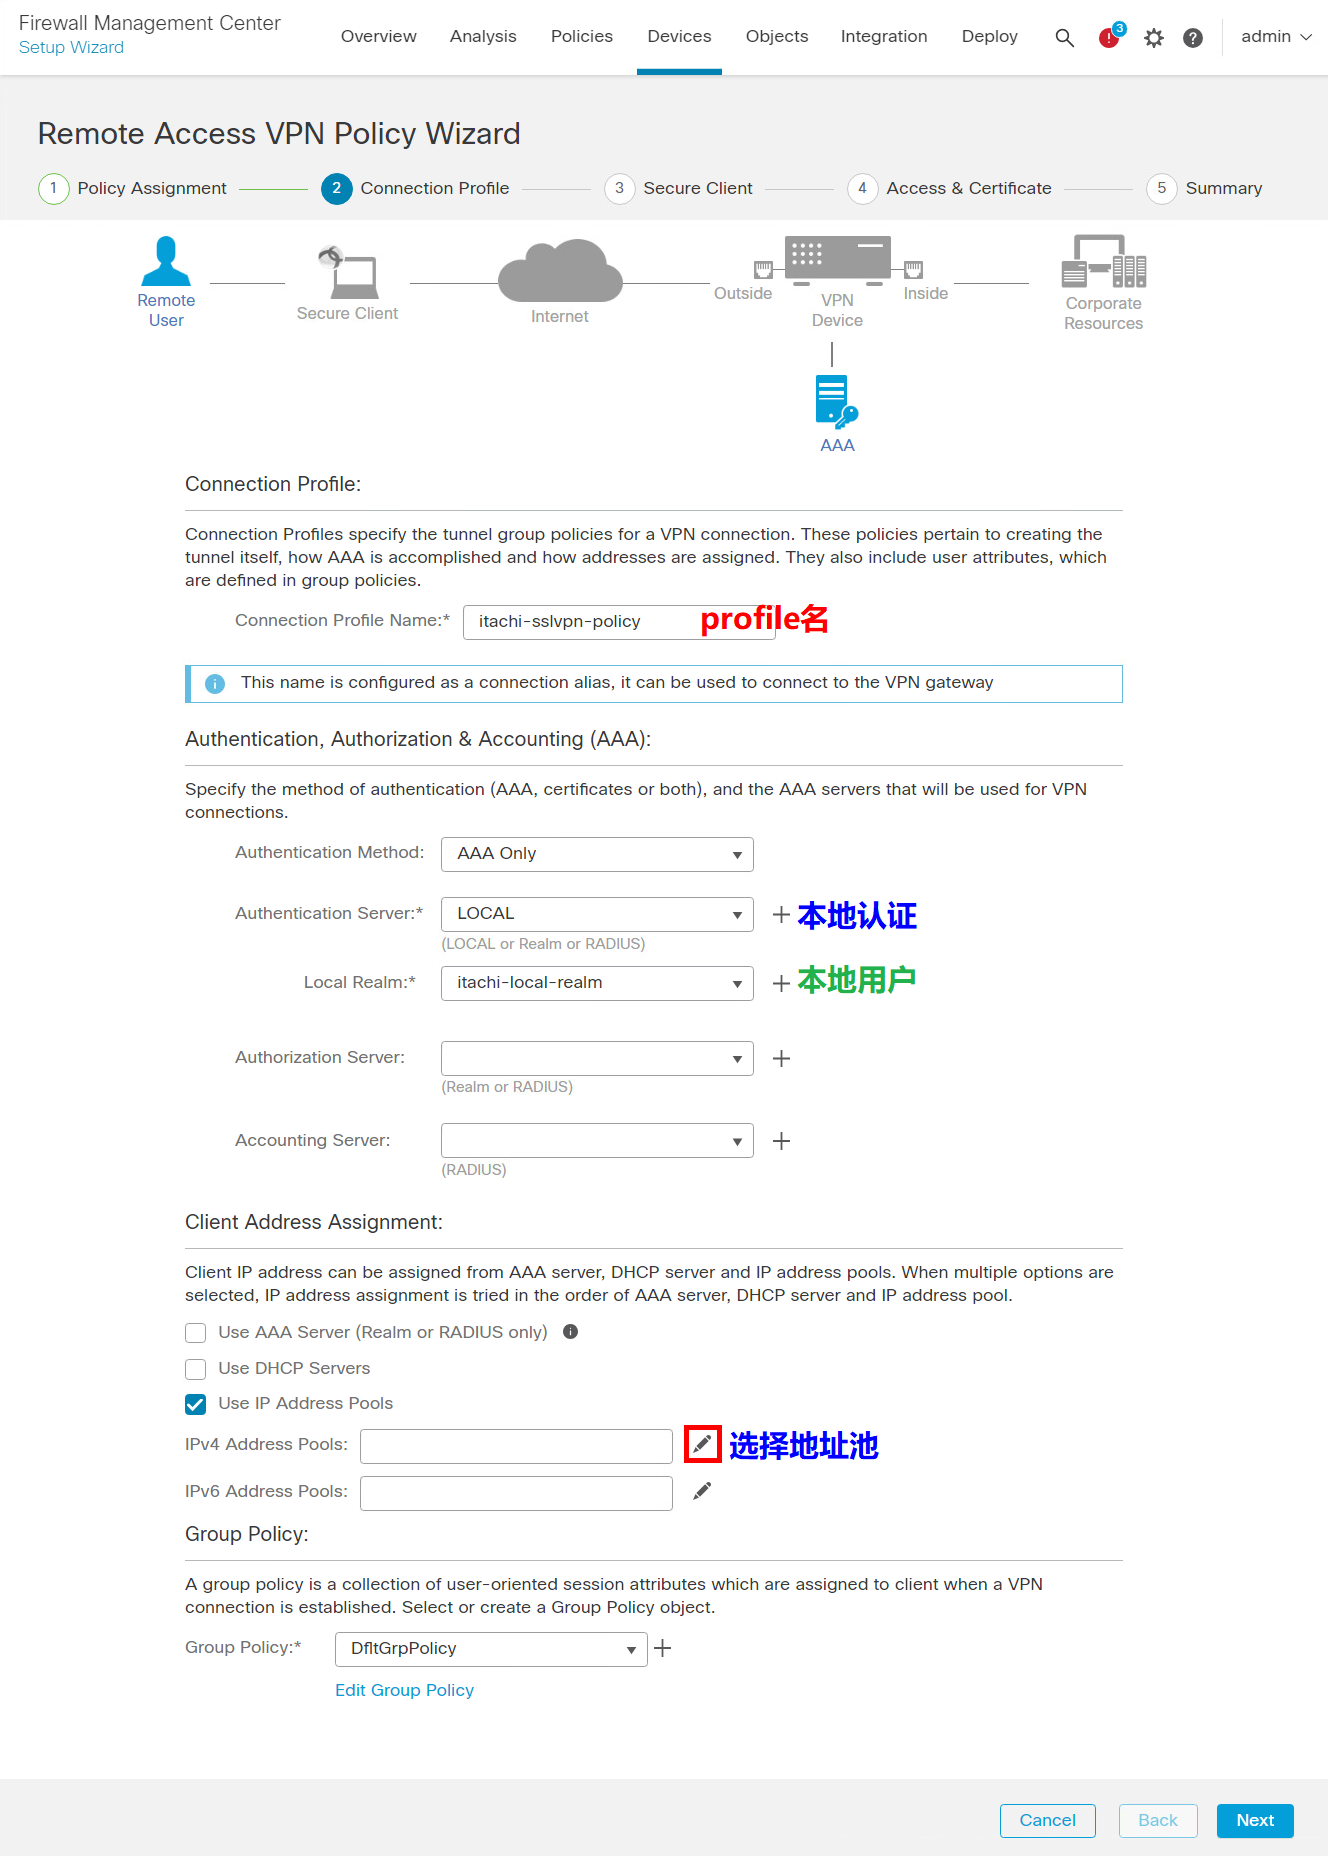 Firewall Management Center
Setup Wizard
Overview Analysis Policies Devices Objects Integration Deploy 3 admin
Remote Access VPN Policy Wizard
1 Policy Assignment 2 Connection Profile 3 Secure Client 4 Access & Certificate 5 Summary
Remote
User
Secure Client
Internet
Outside
VPN
Device
Inside
Corporate
Resources
AAA
Connection Profile:
Connection Profiles specify the tunnel group policies for a VPN connection. These policies pertain to creating the
tunnel itself, how AAA is accomplished and how addresses are assigned. They also include user attributes, which
are defined in group policies.
Connection Profile Name:* itachi-sslvpn-policy profile名
This name is configured as a connection alias, it can be used to connect to the VPN gateway
Authentication, Authorization & Accounting (AAA):
Specify the method of authentication (AAA, certificates or both), and the AAA servers that will be used for VPN
connections.
Authentication Method: AAA Only
Authentication Server:* LOCAL 本地认证
(LOCAL or Realm or RADIUS)
Local Realm:* itachi-local-realm 本地用户
Authorization Server:
(Realm or RADIUS)
Accounting Server:
(RADIUS)
Client Address Assignment:
Client IP address can be assigned from AAA server, DHCP server and IP address pools. When multiple options are
selected, IP address assignment is tried in the order of AAA server, DHCP server and IP address pool.
Use AAA Server (Realm or RADIUS only)
Use DHCP Servers
Use IP Address Pools
IPv4 Address Pools: 选择地址池
IPv6 Address Pools:
Group Policy:
A group policy is a collection of user-oriented session attributes which are assigned to client when a VPN
connection is established. Select or create a Group Policy object.
Group Policy:* DfltGrpPolicy
Edit Group Policy
Cancel Back Next